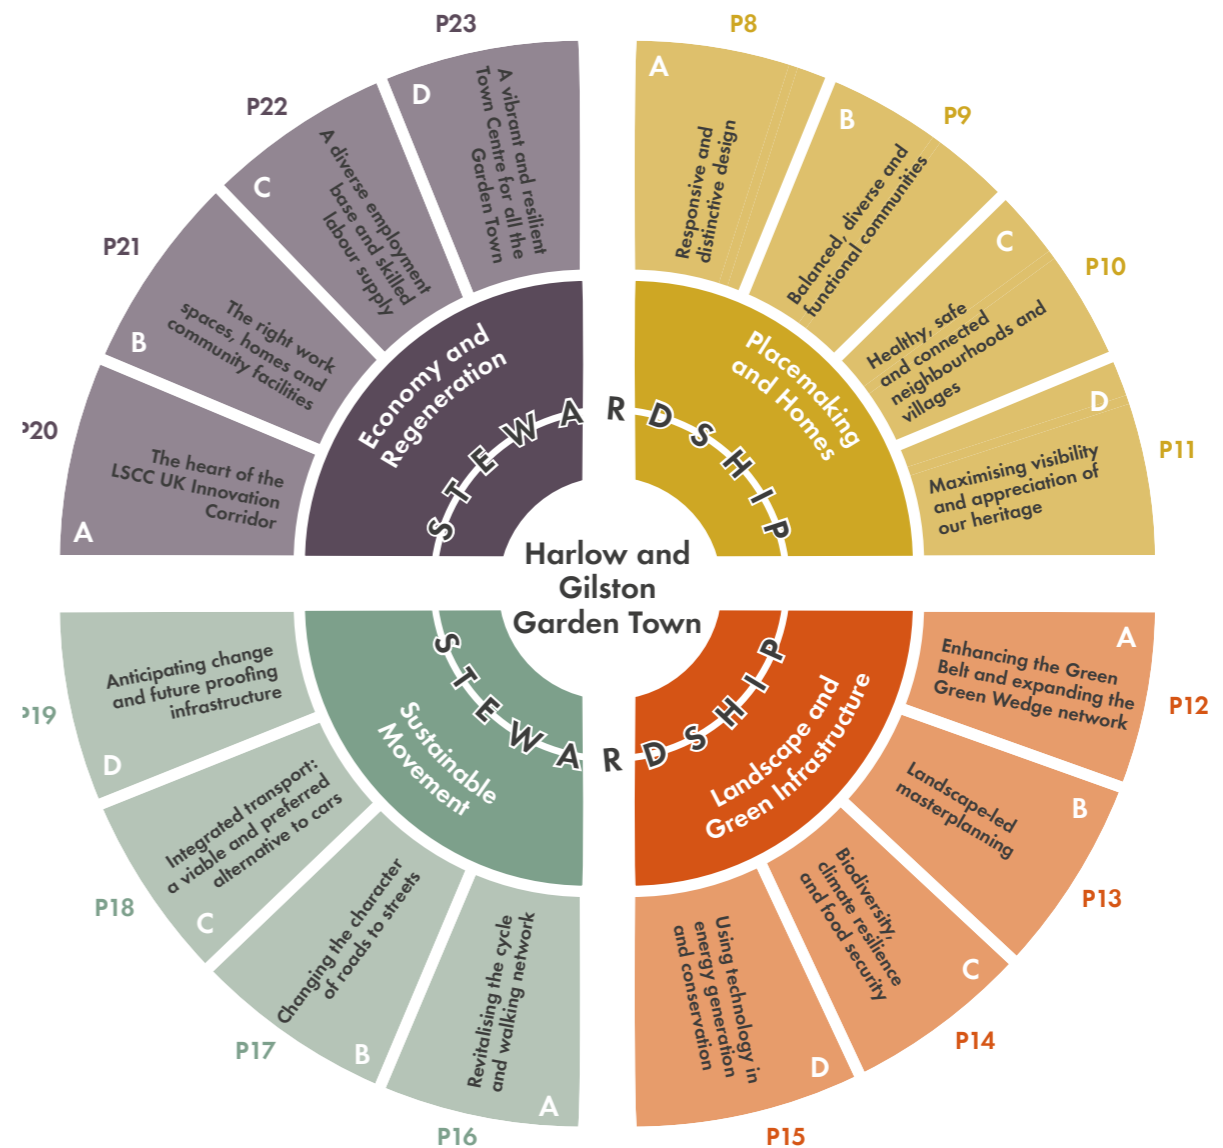 Harlow and
Gilston
Garden Town
STEWARDSHIP
STEWARDSHIP
Placemaking
and Homes
P8
A
Responsive and
distinctive design
P9
B
Balanced, diverse and
functional communities
P10
C
Healthy, safe
and connected
neighbourhoods and
villages
P11
D
Maximising visibility
and appreciation of
our heritage
Landscape and
Green Infrastructure
P12
A
Enhancing the Green
Belt and expanding the
Green Wedge network
P13
B
Landscape-led
masterplanning
P14
C
Biodiversity,
climate resilience
and food security
P15
D
Using technology in
energy generation
and conservation
Sustainable
Movement
P16
A
Revitalising the cycle
and walking network
P17
B
Changing the character
of roads to streets
P18
C
Integrated transport:
a viable and preferred
alternative to cars
P19
D
Anticipating change
and future proofing
infrastructure
Economy and
Regeneration
P20
A
The heart of the
LSCC UK Innovation
Corridor
P21
B
The right work
spaces, homes and
community facilities
P22
C
A diverse employment
base and skilled
labour supply
P23
D
A vibrant and resilient
Town Centre for all the
Garden Town